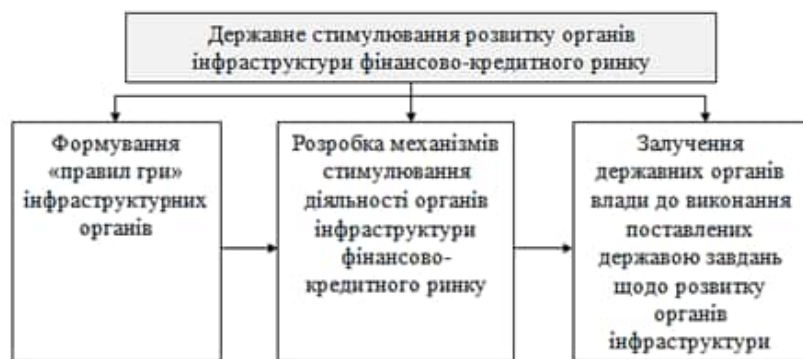 Державне стимулювання розвитку органів
інфраструктури фінансово-кредитного ринку
Формування
«правил гри»
інфраструктурних
органів
Розробка механізмів
стимулювання
діяльності органів
інфраструктури
фінансово-
кредитного ринку
Залучення
державних органів
влади до виконання
поставлених
державою завдань
щодо розвитку
органів
інфраструктури